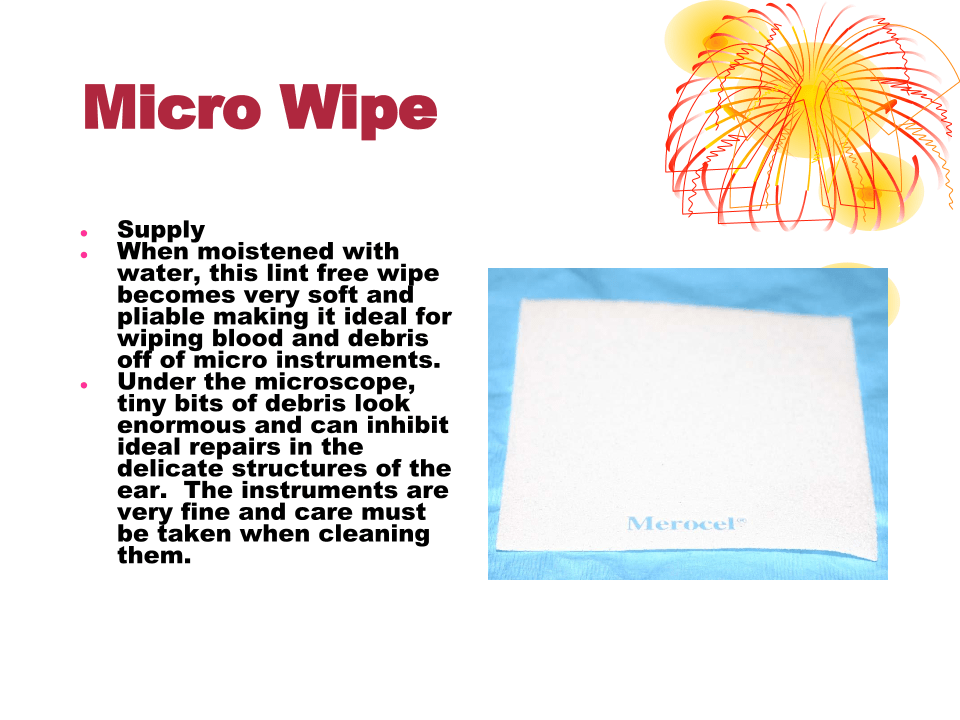 Micro Wipe
Supply
When moistened with
water, this lint free wipe
becomes very soft and
pliable making it ideal for
wiping blood and debris
off of micro instruments.
Under the microscope,
tiny bits of debris look
enormous and can inhibit
ideal repairs in the
delicate structures of the
ear.  The instruments are
very fine and care must
be taken when cleaning
them.
Merocel®